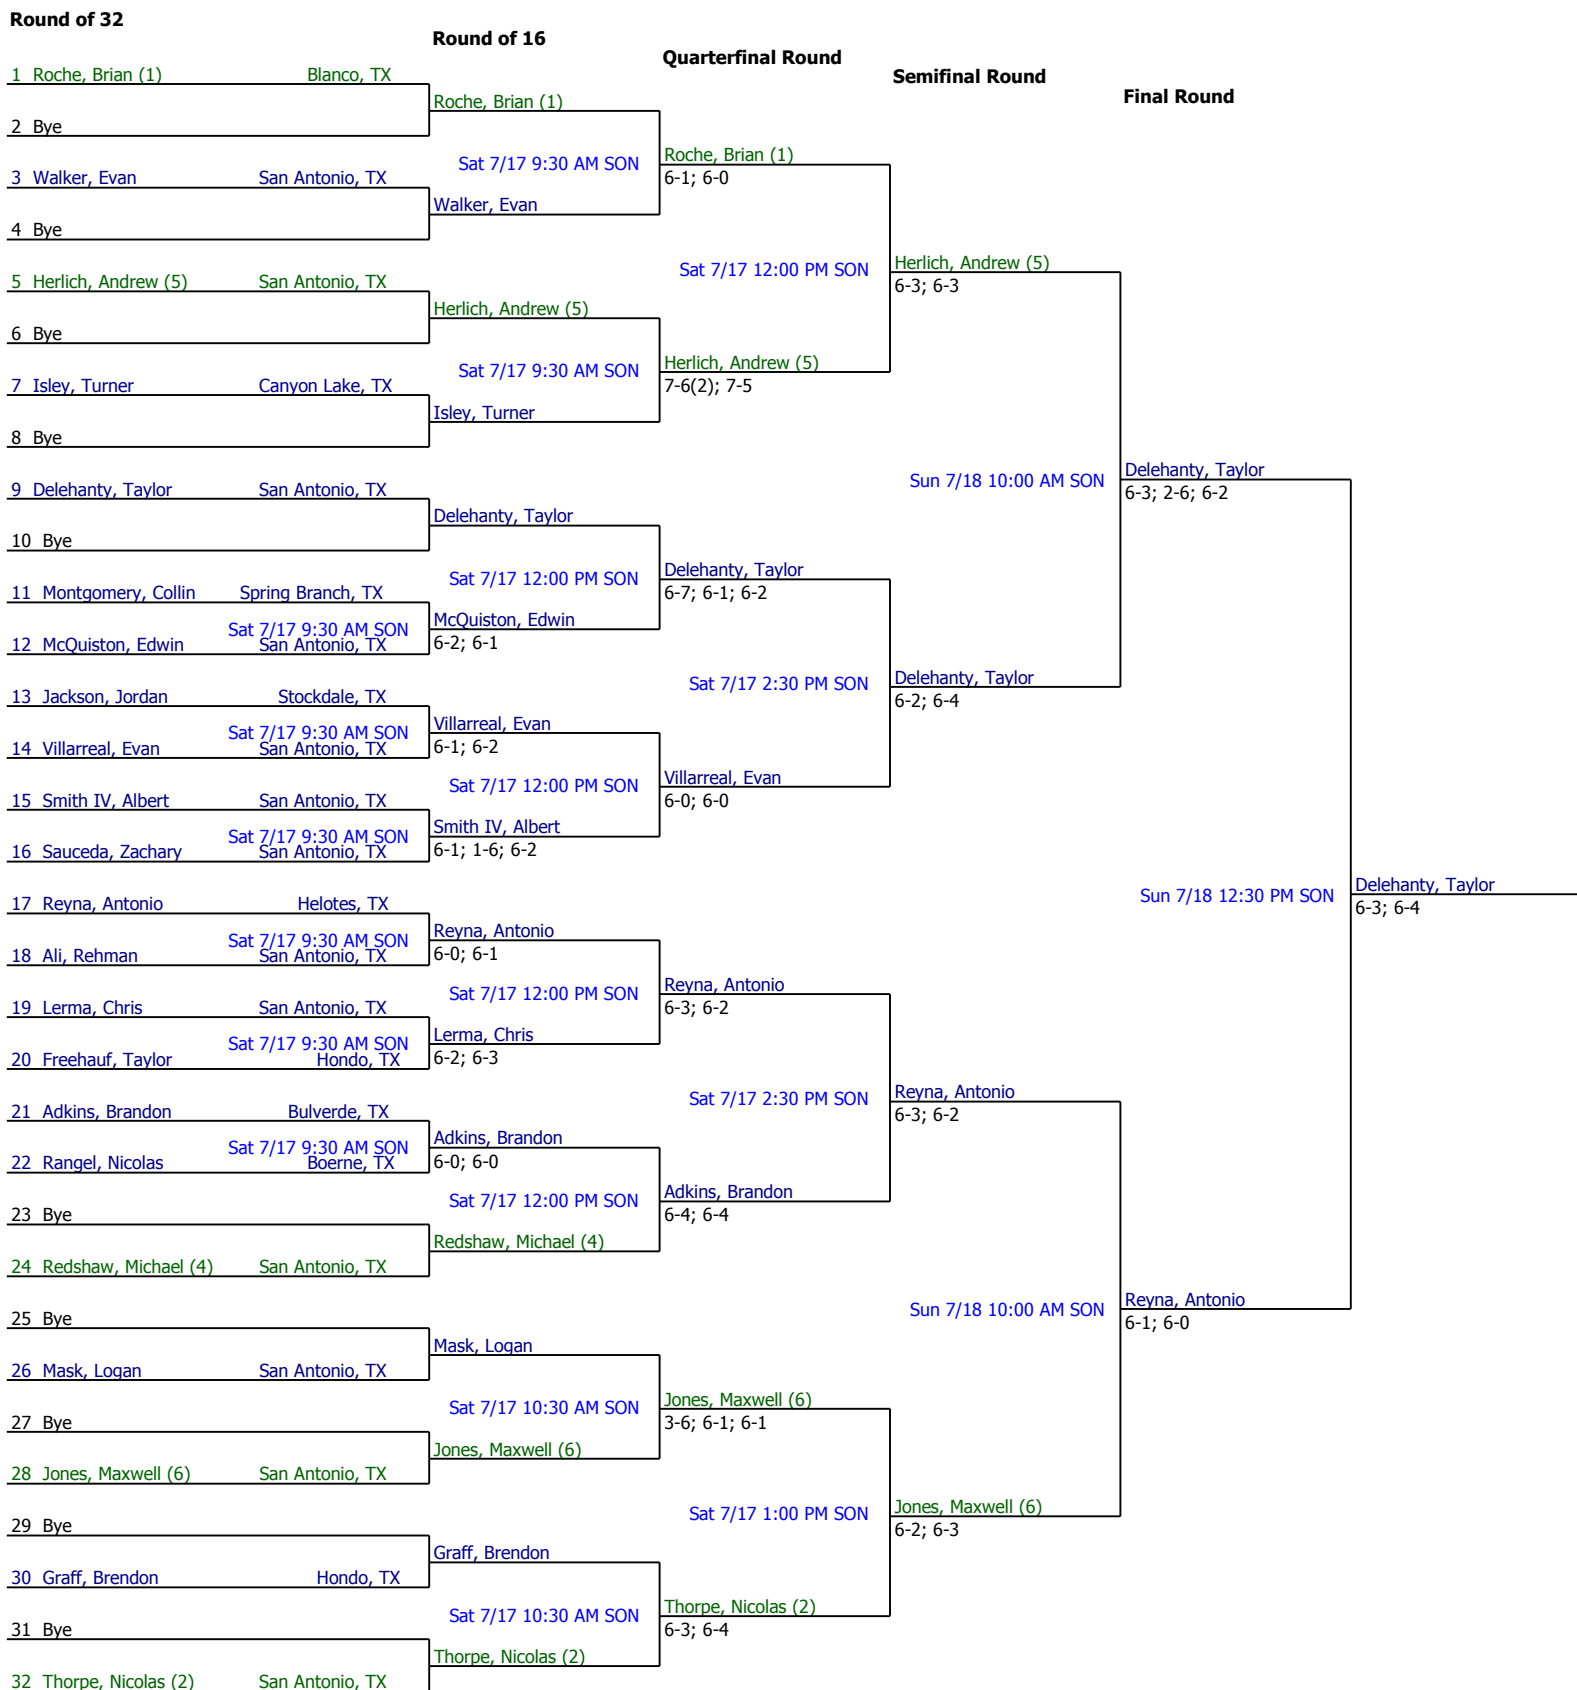 Round of 32
Round of 16
Quarterfinal Round
Semifinal Round
Final Round
1 Roche, Brian (1) Blanco, TX
2 Bye
3 Walker, Evan San Antonio, TX
4 Bye
5 Herlich, Andrew (5) San Antonio, TX
6 Bye
7 Isley, Turner Canyon Lake, TX
8 Bye
9 Delehanty, Taylor San Antonio, TX
10 Bye
11 Montgomery, Collin Spring Branch, TX
Sat 7/17 9:30 AM SON
12 McQuiston, Edwin San Antonio, TX
13 Jackson, Jordan Stockdale, TX
Sat 7/17 9:30 AM SON
14 Villarreal, Evan San Antonio, TX
15 Smith IV, Albert San Antonio, TX
Sat 7/17 9:30 AM SON
16 Sauceda, Zachary San Antonio, TX
17 Reyna, Antonio Helotes, TX
Sat 7/17 9:30 AM SON
18 Ali, Rehman San Antonio, TX
19 Lerma, Chris San Antonio, TX
Sat 7/17 9:30 AM SON
20 Freehauf, Taylor Hondo, TX
21 Adkins, Brandon Bulverde, TX
Sat 7/17 9:30 AM SON
22 Rangel, Nicolas Boerne, TX
23 Bye
24 Redshaw, Michael (4) San Antonio, TX
25 Bye
26 Mask, Logan San Antonio, TX
27 Bye
28 Jones, Maxwell (6) San Antonio, TX
29 Bye
30 Graff, Brendon Hondo, TX
31 Bye
32 Thorpe, Nicolas (2) San Antonio, TX
Roche, Brian (1)
Sat 7/17 9:30 AM SON
Walker, Evan
Herlich, Andrew (5)
Sat 7/17 9:30 AM SON
Isley, Turner
Delehanty, Taylor
Sat 7/17 12:00 PM SON
McQuiston, Edwin
6-2; 6-1
Villarreal, Evan
6-1; 6-2
Sat 7/17 12:00 PM SON
Smith IV, Albert
6-1; 1-6; 6-2
Reyna, Antonio
6-0; 6-1
Sat 7/17 12:00 PM SON
Lerma, Chris
6-2; 6-3
Adkins, Brandon
6-0; 6-0
Sat 7/17 12:00 PM SON
Redshaw, Michael (4)
Mask, Logan
Sat 7/17 10:30 AM SON
Jones, Maxwell (6)
Graff, Brendon
Sat 7/17 10:30 AM SON
Thorpe, Nicolas (2)
Roche, Brian (1)
6-1; 6-0
Sat 7/17 12:00 PM SON
Herlich, Andrew (5)
7-6(2); 7-5
Delehanty, Taylor
6-7; 6-1; 6-2
Sat 7/17 2:30 PM SON
Villarreal, Evan
6-0; 6-0
Reyna, Antonio
6-3; 6-2
Sat 7/17 2:30 PM SON
Adkins, Brandon
6-4; 6-4
Jones, Maxwell (6)
3-6; 6-1; 6-1
Sat 7/17 1:00 PM SON
Thorpe, Nicolas (2)
6-3; 6-4
Herlich, Andrew (5)
6-3; 6-3
Sun 7/18 10:00 AM SON
Delehanty, Taylor
6-2; 6-4
Reyna, Antonio
6-3; 6-2
Sun 7/18 10:00 AM SON
Jones, Maxwell (6)
6-2; 6-3
Delehanty, Taylor
6-3; 2-6; 6-2
Sun 7/18 12:30 PM SON
Reyna, Antonio
6-1; 6-0
Delehanty, Taylor
6-3; 6-4